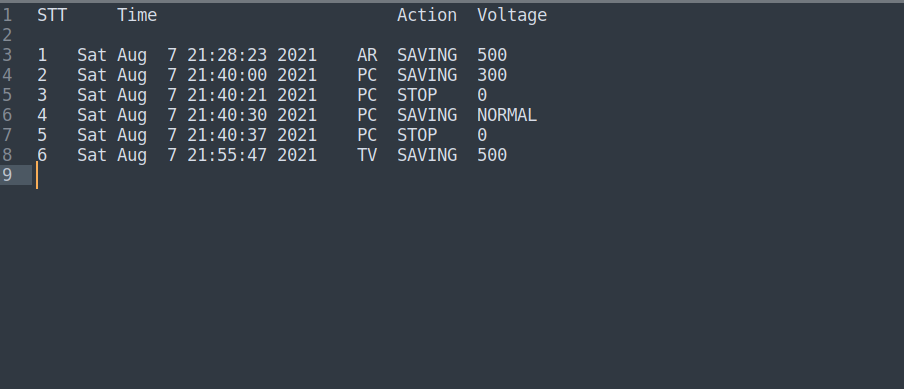 1 STT Time Action Voltage
2
3 1 Sat Aug 7 21:28:23 2021 AR SAVING 500
4 2 Sat Aug 7 21:40:00 2021 PC SAVING 300
5 3 Sat Aug 7 21:40:21 2021 PC STOP 0
6 4 Sat Aug 7 21:40:30 2021 PC SAVING NORMAL
7 5 Sat Aug 7 21:40:37 2021 PC STOP 0
8 6 Sat Aug 7 21:55:47 2021 TV SAVING 500
9